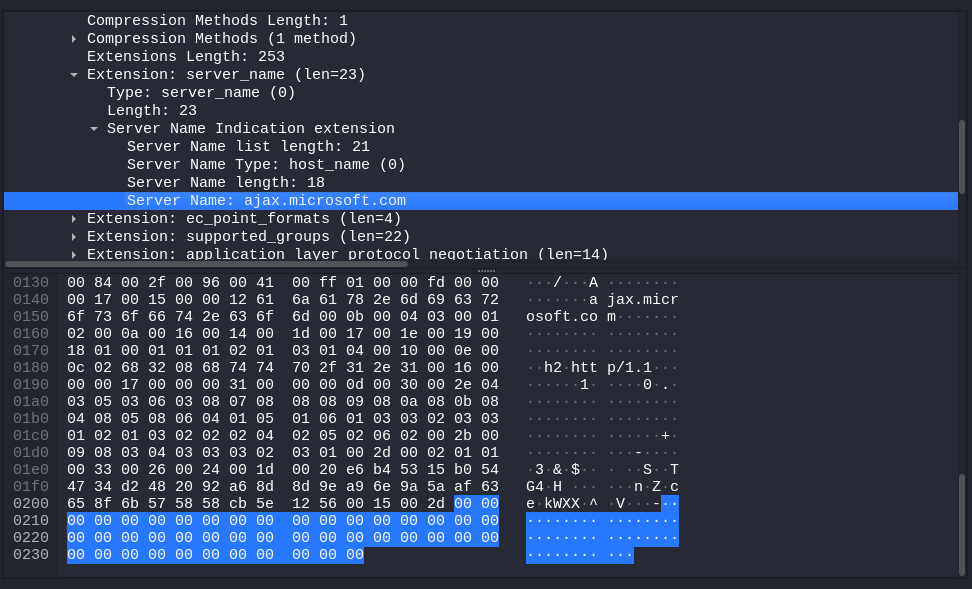 Compression Methods Length: 1
Compression Methods (1 method)
Extensions Length: 253
Extension: server_name (len=23)
Type: server_name (0)
Length: 23
Server Name Indication extension
Server Name list length: 21
Server Name Type: host_name (0)
Server Name length: 18
Server Name: ajax.microsoft.com
Extension: ec_point_formats (len=4)
Extension: supported_groups (len=22)
Extension: application_layer_protocol_negotiation (len=14)
0130 00 84 00 2f 00 96 00 41 00 ff 01 00 00 fd 00 00 ···/···A ········
0140 00 17 00 15 00 00 12 61 6a 61 78 2e 6d 69 63 72 ·······a jax.micr
0150 6f 73 6f 66 74 2e 63 6f 6d 00 0b 00 04 03 00 01 osoft.co m·······
0160 02 00 0a 00 16 00 14 00 1d 00 17 00 1e 00 19 00 ········ ········
0170 18 01 00 01 01 01 02 01 03 01 04 00 10 00 0e 00 ········ ········
0180 0c 02 68 32 08 68 74 74 70 2f 31 2e 31 00 16 00 ··h2·htt p/1.1···
0190 00 00 17 00 00 00 31 00 00 00 0d 00 30 00 2e 04 ······1· ····0·.·
01a0 03 05 03 06 03 08 07 08 08 08 09 08 0a 08 0b 08 ········ ········
01b0 04 08 05 08 06 04 01 05 01 06 01 03 03 02 03 03 ········ ········
01c0 01 02 01 03 02 02 02 04 02 05 02 06 02 00 2b 00 ········ ······+·
01d0 09 08 03 04 03 03 03 02 03 01 00 2d 00 02 01 01 ········ ···-····
01e0 00 33 00 26 00 24 00 1d 00 20 e6 b4 53 15 b0 54 ·3·&·$·· · ··S··T
01f0 47 34 d2 48 20 92 a6 8d 8d 9e a9 6e 9a 5a af 63 G4·H ··· ···n·Z·c
0200 65 8f 6b 57 58 58 cb 5e 12 56 00 15 00 2d 00 00 e·kWXX·^ ·V···-··
0210 00 00 00 00 00 00 00 00 00 00 00 00 00 00 00 00 ········ ········
0220 00 00 00 00 00 00 00 00 00 00 00 00 00 00 00 00 ········ ········
0230 00 00 00 00 00 00 00 00 00 00 00 00 ········ ···